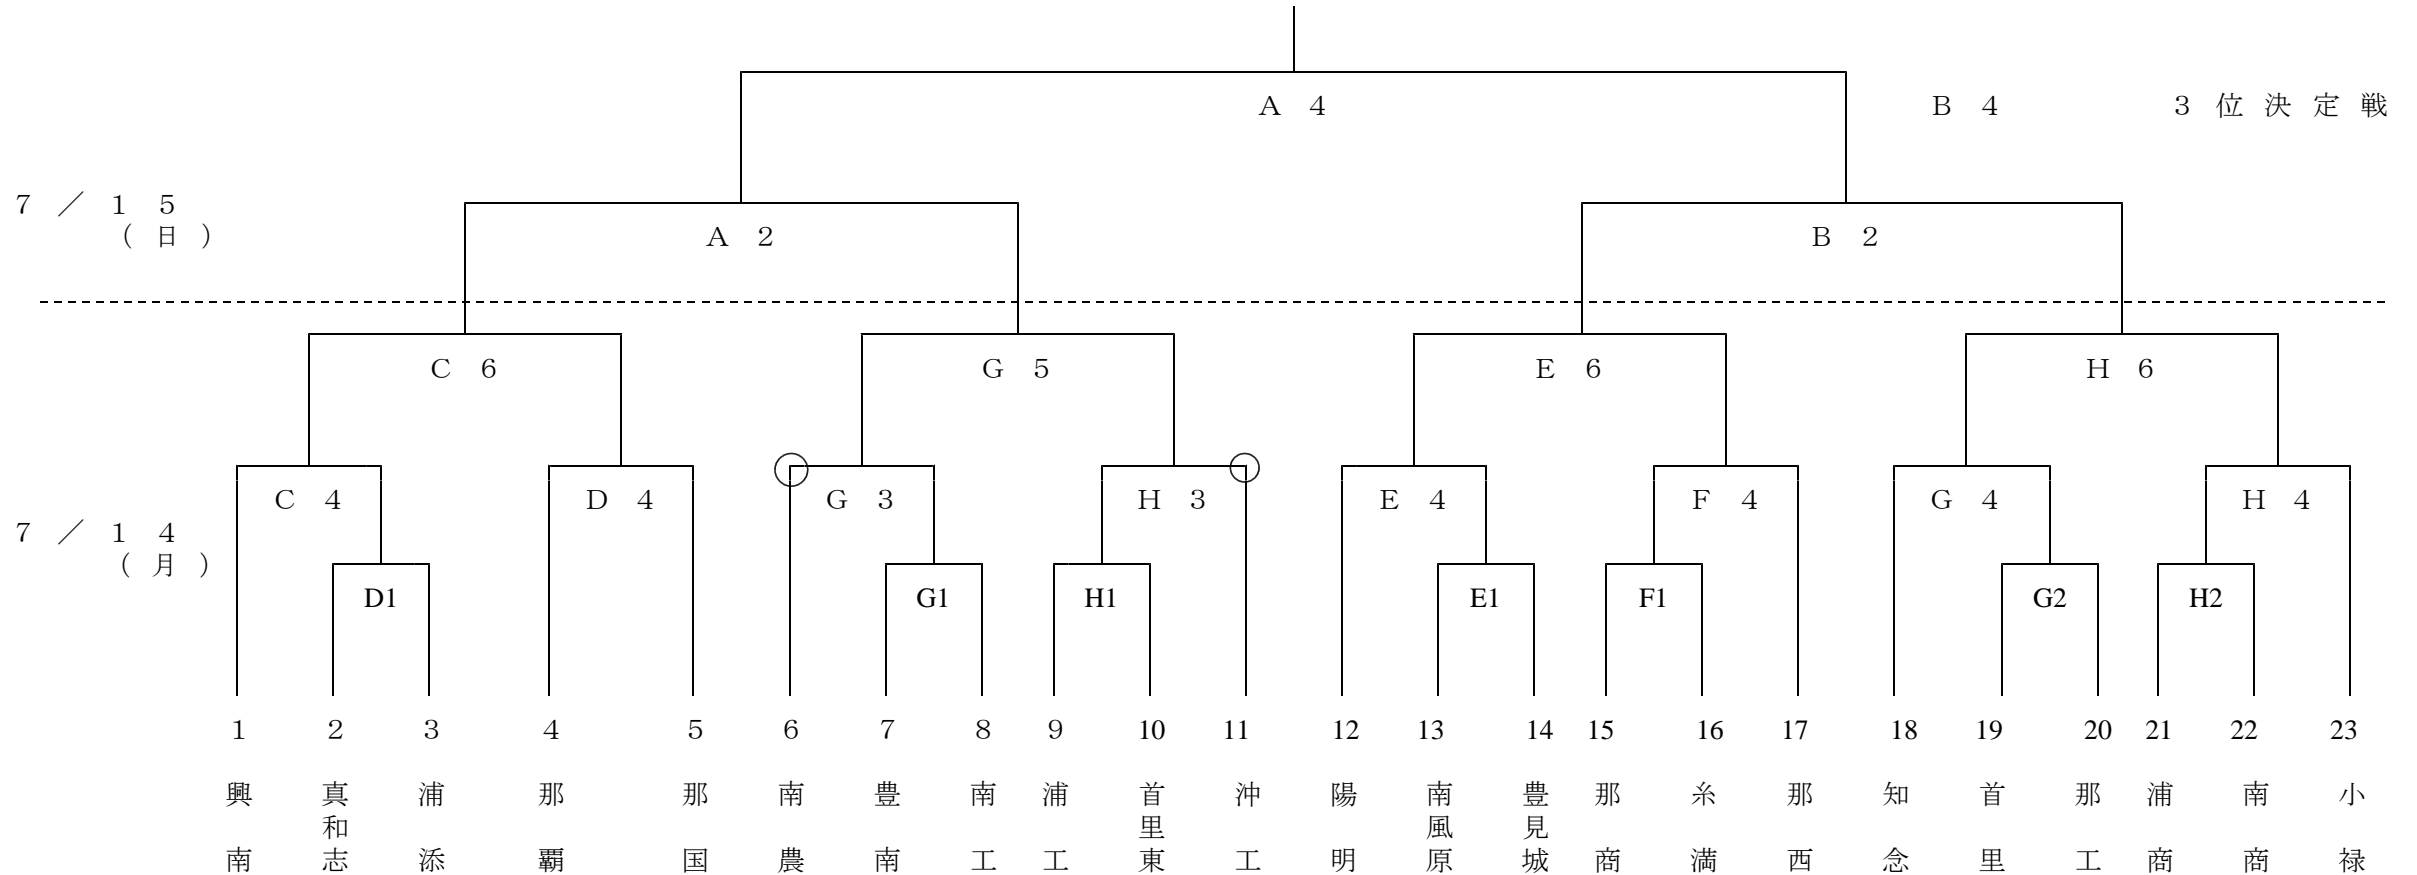 A 4
B 4 3位決定戦
7／15
(日)
A 2
B 2
C 6
G 5
E 6
H 6
C 4
D 4
G 3
H 3
E 4
F 4
G 4
H 4
7／14
(月)
D1
G1
H1
E1
F1
G2
H2
1 2 3 4 5 6 7 8 9 10 11 12 13 14 15 16 17 18 19 20 21 22 23
興南
真和志
浦添
那覇
那国
南農
豊南
南工
浦工
首里東
沖工
陽明
南風原
豊見城
那商
糸満
那西
知念
首里
那工
浦商
南商
小禄